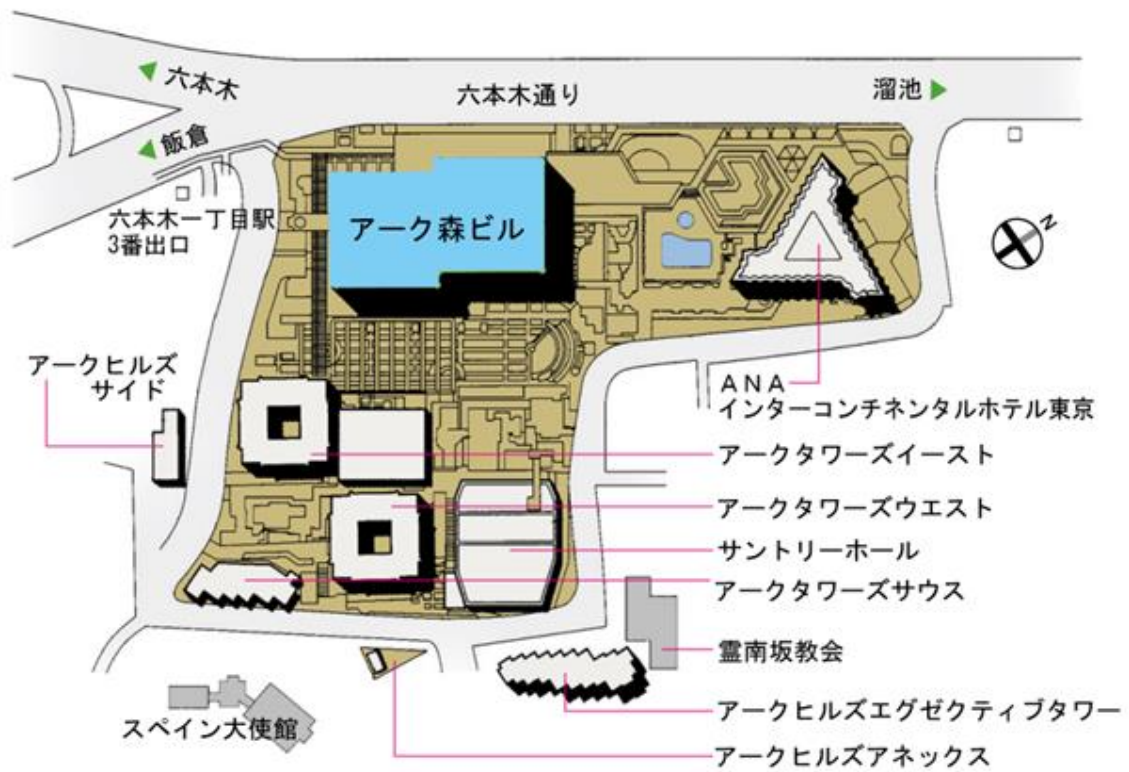 六本木
六本木通り
溜池
飯倉
アーク森ビル
六本木一丁目駅
3番出口
N
アークヒルズ
サイド
ANA
インターコンチネンタルホテル東京
アークタワーズイースト
アークタワーズウエスト
サントリーホール
アークタワーズサウス
霊南坂教会
アークヒルズエグゼクティブタワー
スペイン大使館
アークヒルズアネックス